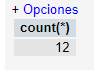 + Opciones
count(*)
12